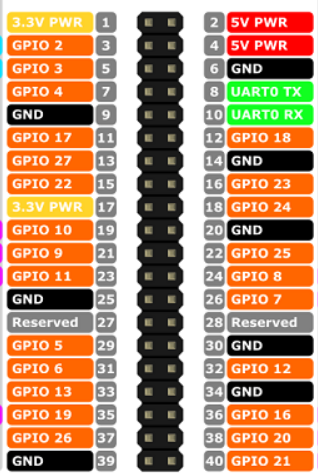 3.3V PWR 1 2 5V PWR
GPIO 2 3 4 5V PWR
GPIO 3 5 6 GND
GPIO 4 7 8 UART0 TX
GND 9 10 UART0 RX
GPIO 17 11 12 GPIO 18
GPIO 27 13 14 GND
GPIO 22 15 16 GPIO 23
3.3V PWR 17 18 GPIO 24
GPIO 10 19 20 GND
GPIO 9 21 22 GPIO 25
GPIO 11 23 24 GPIO 8
GND 25 26 GPIO 7
Reserved 27 28 Reserved
GPIO 5 29 30 GND
GPIO 6 31 32 GPIO 12
GPIO 13 33 34 GND
GPIO 19 35 36 GPIO 16
GPIO 26 37 38 GPIO 20
GND 39 40 GPIO 21